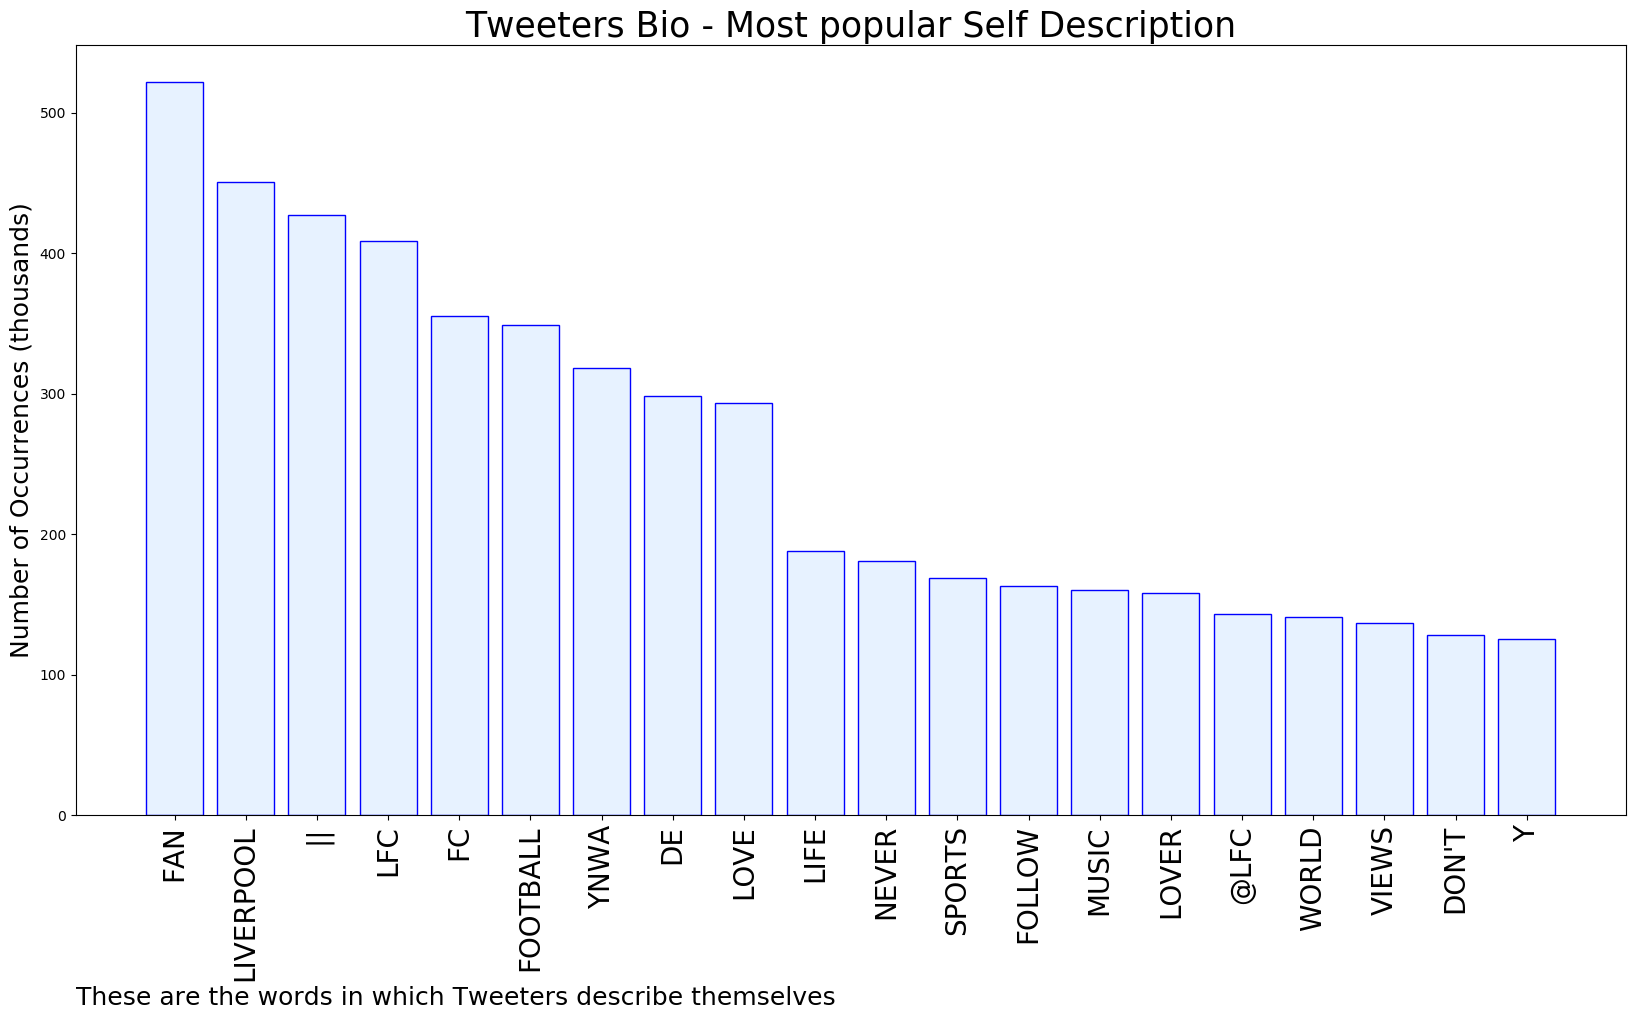 Tweeters Bio - Most popular Self Description
Number of Occurrences (thousands)
500
400
300
200
100
0
FAN
LIVERPOOL
||
LFC
FC
FOOTBALL
YNWA
DE
LOVE
LIFE
NEVER
SPORTS
FOLLOW
MUSIC
LOVER
@LFC
WORLD
VIEWS
DON'T
Y
These are the words in which Tweeters describe themselves